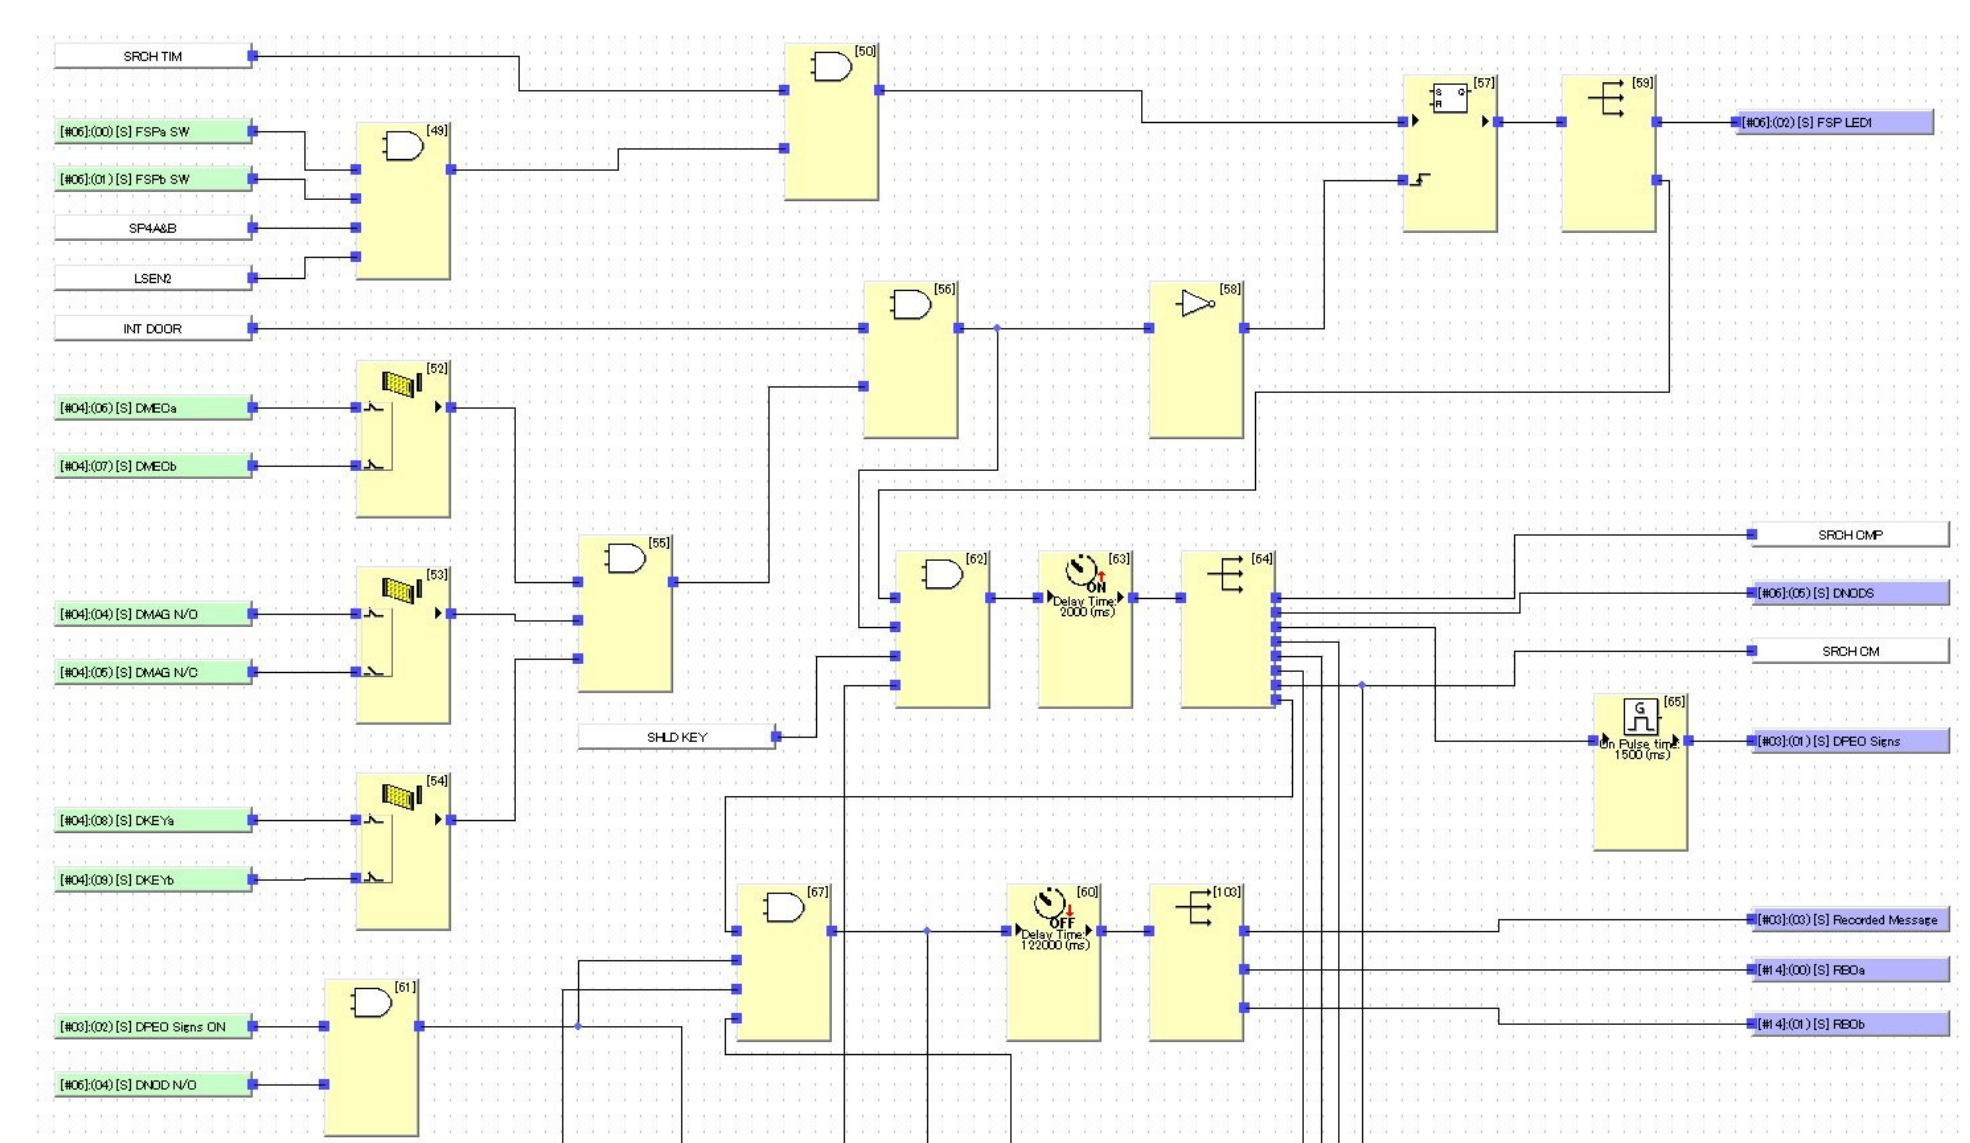 SRCH TIM
[50]
[57]
S Q
R
[59]
[#06]:(00) [S] FSPa SW
[49]
[#06]:(02) [S] FSP LED1
[#06]:(01) [S] FSPb SW
SP4A&B
LSEN2
[56]
[58]
INT DOOR
[52]
[#04]:(06) [S] DMECa
[#04]:(07) [S] DMECb
[55]
SRCH CMP
[53]
[62]
[63]
ON
Delay Time:
2000 (ms)
[64]
[#06]:(05) [S] DNODS
[#04]:(04) [S] DMAG N/O
[#04]:(05) [S] DMAG N/C
SRCH CM
[65]
G
On Pulse time:
1500 (ms)
SHLD KEY
[#03]:(01) [S] DPEO Signs
[54]
[#04]:(08) [S] DKEYa
[#04]:(09) [S] DKEYb
[67]
[60]
OFF
Delay Time:
122000 (ms)
[103]
[#03]:(03) [S] Recorded Message
[#14]:(00) [S] RBOa
[61]
[#03]:(02) [S] DPEO Signs ON
[#14]:(01) [S] RBOb
[#06]:(04) [S] DNOD N/O